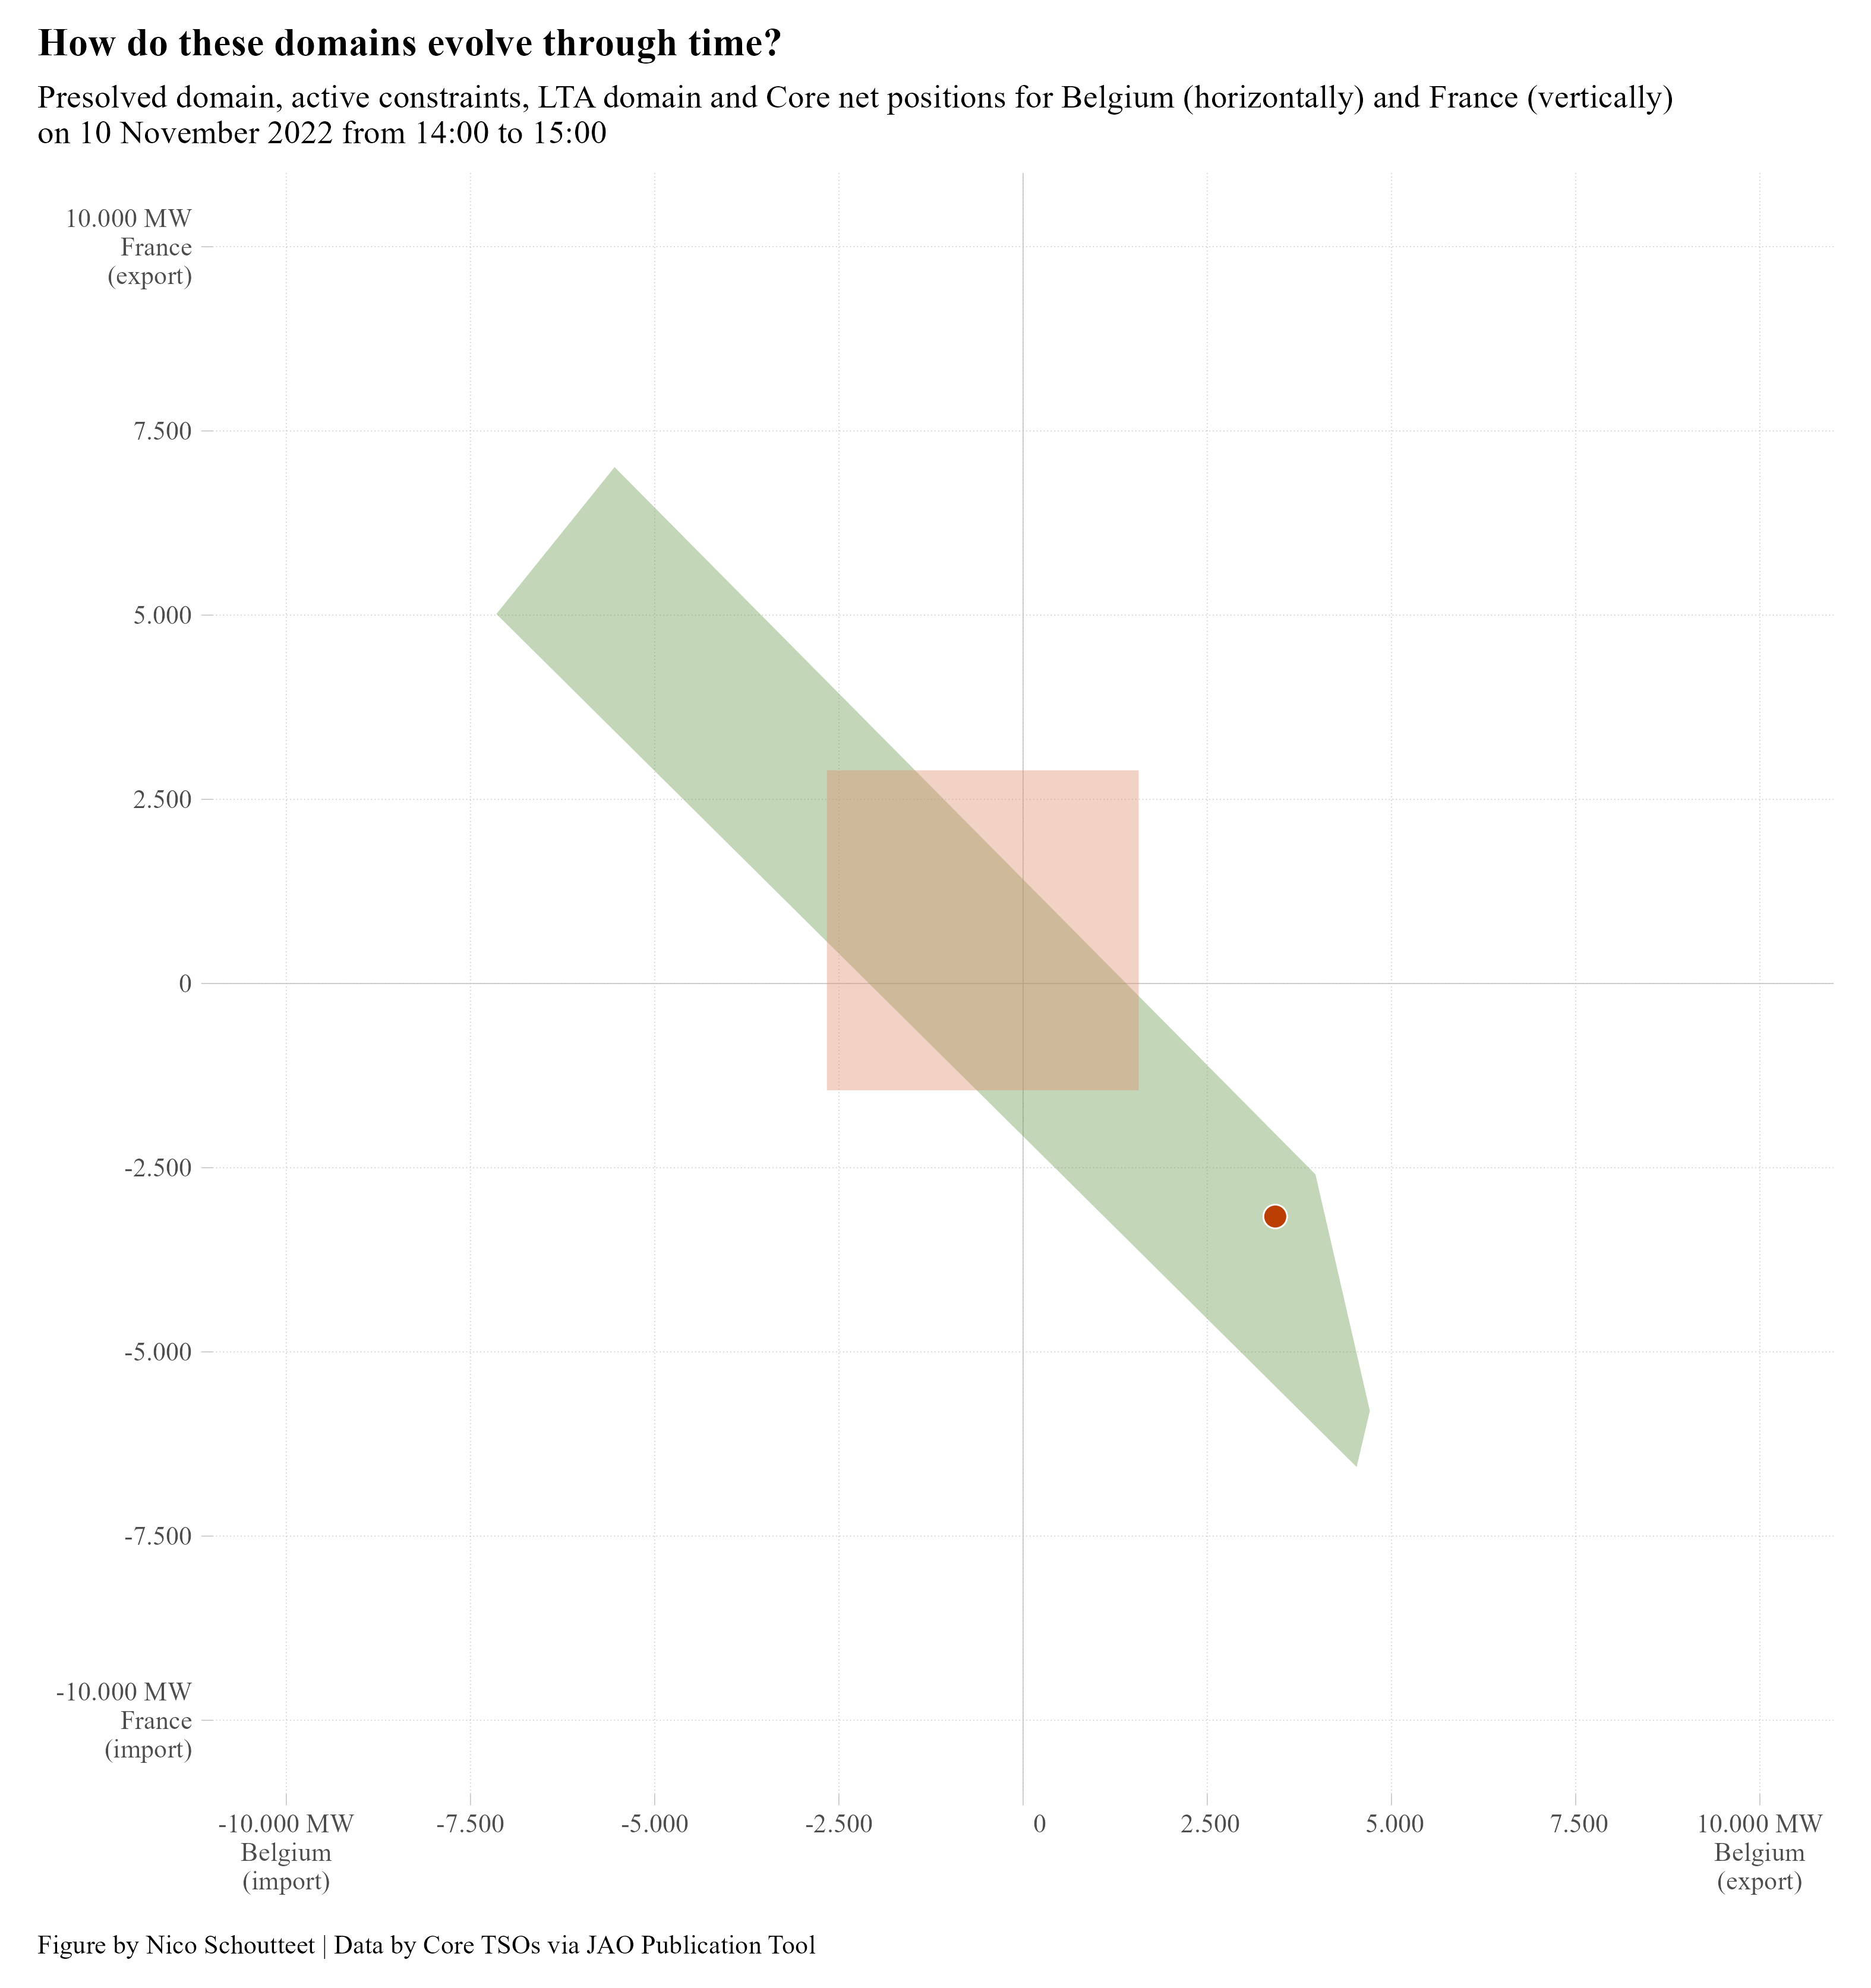 How do these domains evolve through time?
Presolved domain, active constraints, LTA domain and Core net positions for Belgium (horizontally) and France (vertically)
on 10 November 2022 from 14:00 to 15:00
10.000 MW
France
(export)
7.500
5.000
2.500
0
-2.500
-5.000
-7.500
-10.000 MW
France
(import)
-10.000 MW
Belgium
(import)
-7.500
-5.000
-2.500
0
2.500
5.000
7.500
10.000 MW
Belgium
(export)
Figure by Nico Schoutteet | Data by Core TSOs via JAO Publication Tool